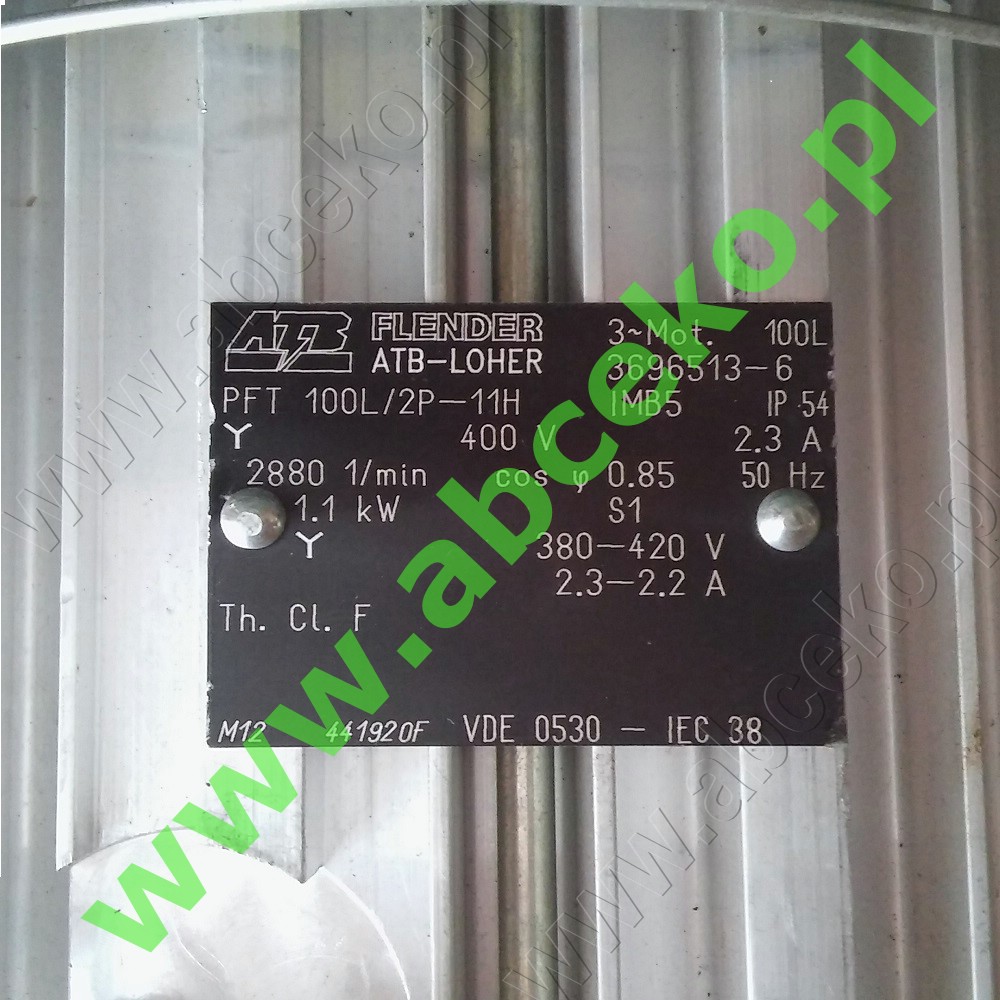 ATB FLENDER 3~Mot. 100L
ATB-LOHER 3696513-6
PFT 100L/2P-11H IMB5 IP 54
Y 400 V 2.3 A
2880 1/min cos φ 0.85 50 Hz
1.1 kW S1
Y 380-420 V
2.3-2.2 A
Th. Cl. F
M12 441920F VDE 0530 - IEC 38
www.abceko.pl
www.abceko.pl
www.abceko.pl
www.abceko.pl